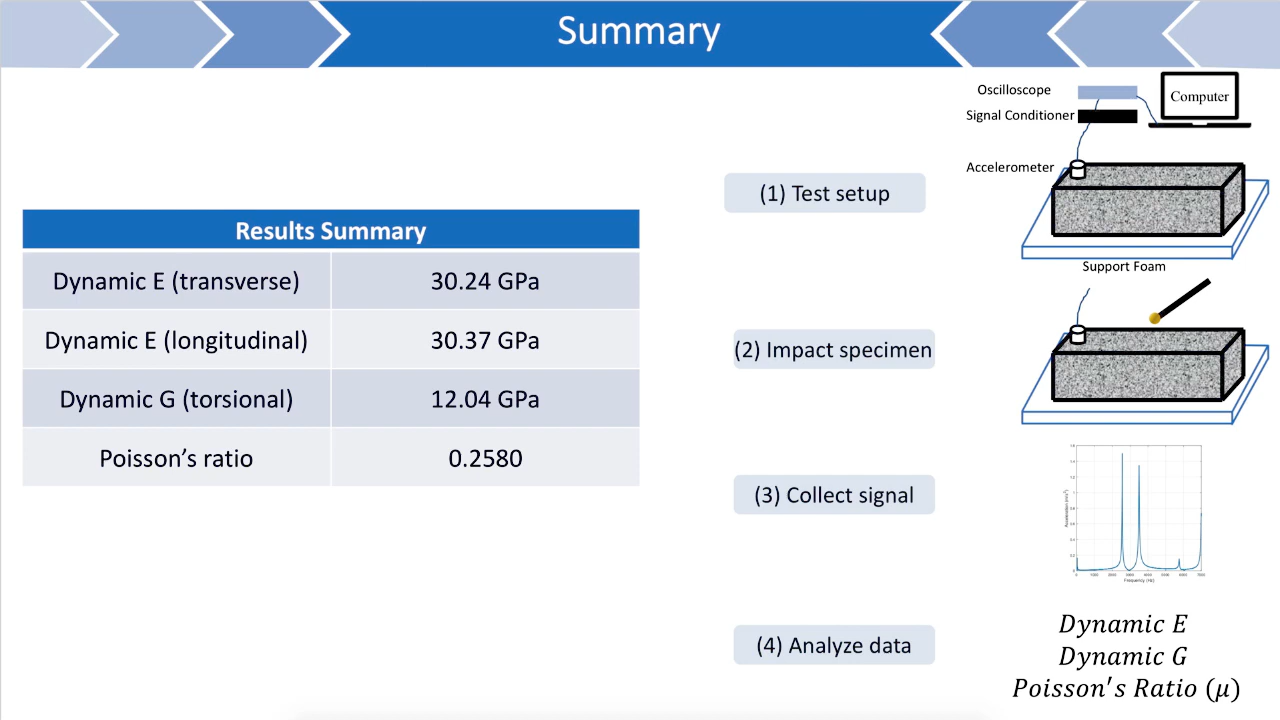 Summary
Results Summary
Dynamic E (transverse) 30.24 GPa
Dynamic E (longitudinal) 30.37 GPa
Dynamic G (torsional) 12.04 GPa
Poisson’s ratio 0.2580
(1) Test setup
(2) Impact specimen
(3) Collect signal
(4) Analyze data
Oscilloscope
Computer
Signal Conditioner
Accelerometer
Support Foam
Frequency (Hz)
Dynamic E
Dynamic G
Poisson's Ratio (μ)